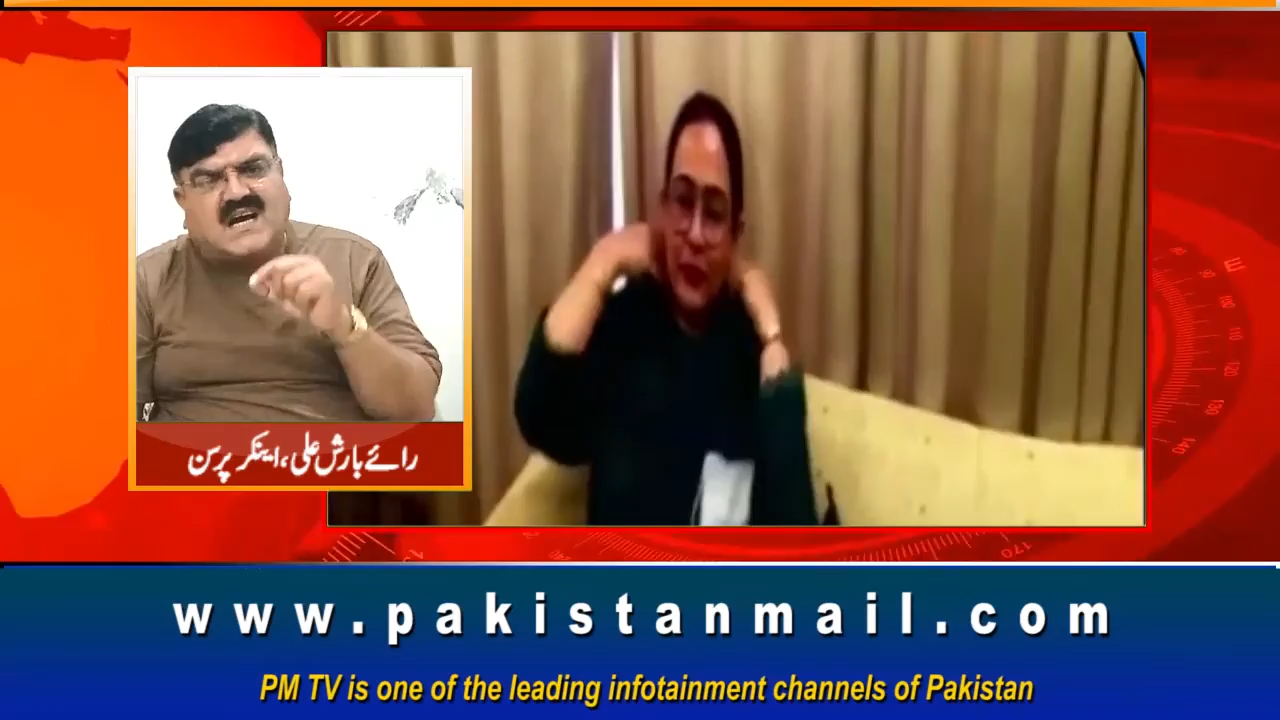 رائے بارش علی، اینکر پرسن
www.pakistanmail.com
PM TV is one of the leading infotainment channels of Pakistan